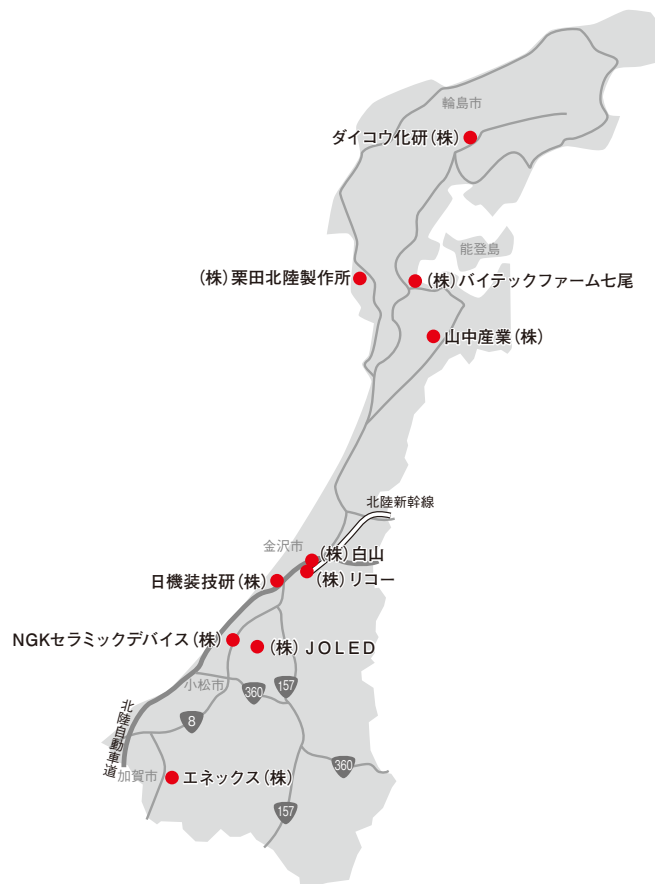 輪島市
ダイコウ化研(株)
能登島
(株)栗田北陸製作所
(株)バイテックファーム七尾
山中産業(株)
北陸新幹線
金沢市
(株)白山
(株)リコー
日機装技研(株)
NGKセラミックデバイス(株)
(株)JOLED
小松市
360
157
8
北陸自動車道
360
加賀市
エネックス(株)
157